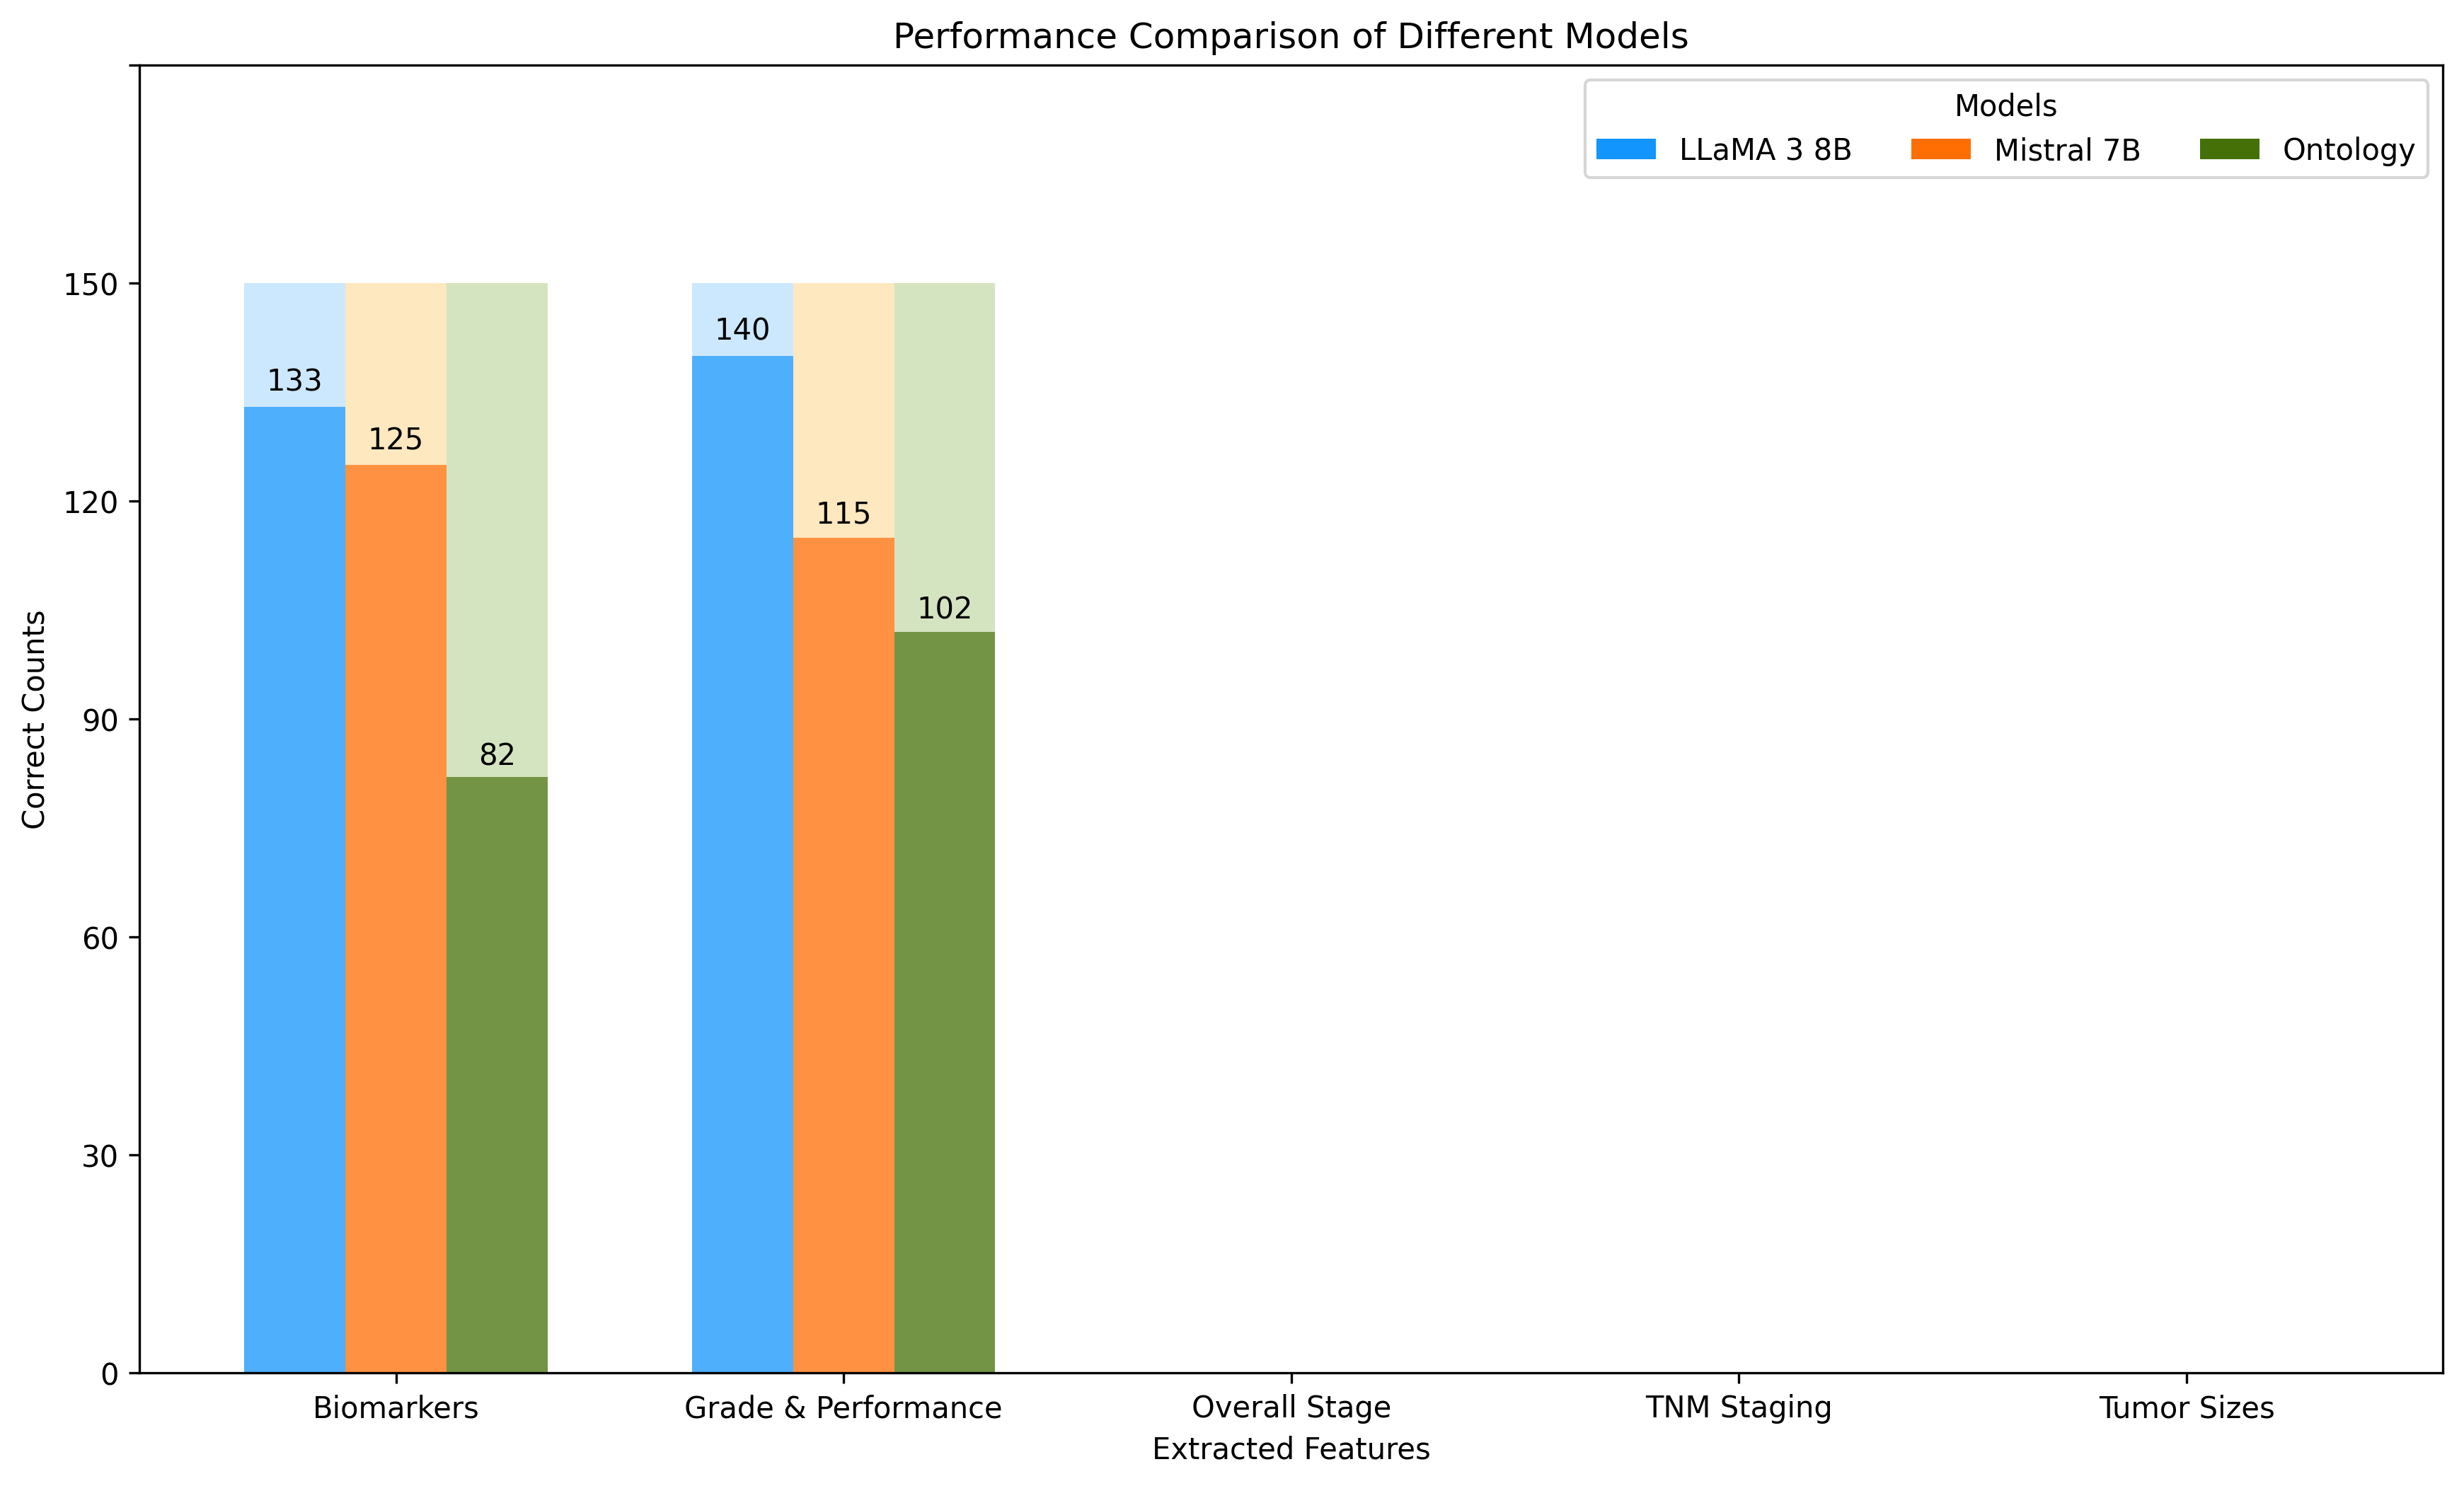 Performance Comparison of Different Models
Models
LLaMA 3 8B Mistral 7B Ontology
150
120
90
60
30
0
Correct Counts
133
125
82
140
115
102
Biomarkers Grade & Performance Overall Stage TNM Staging Tumor Sizes
Extracted Features